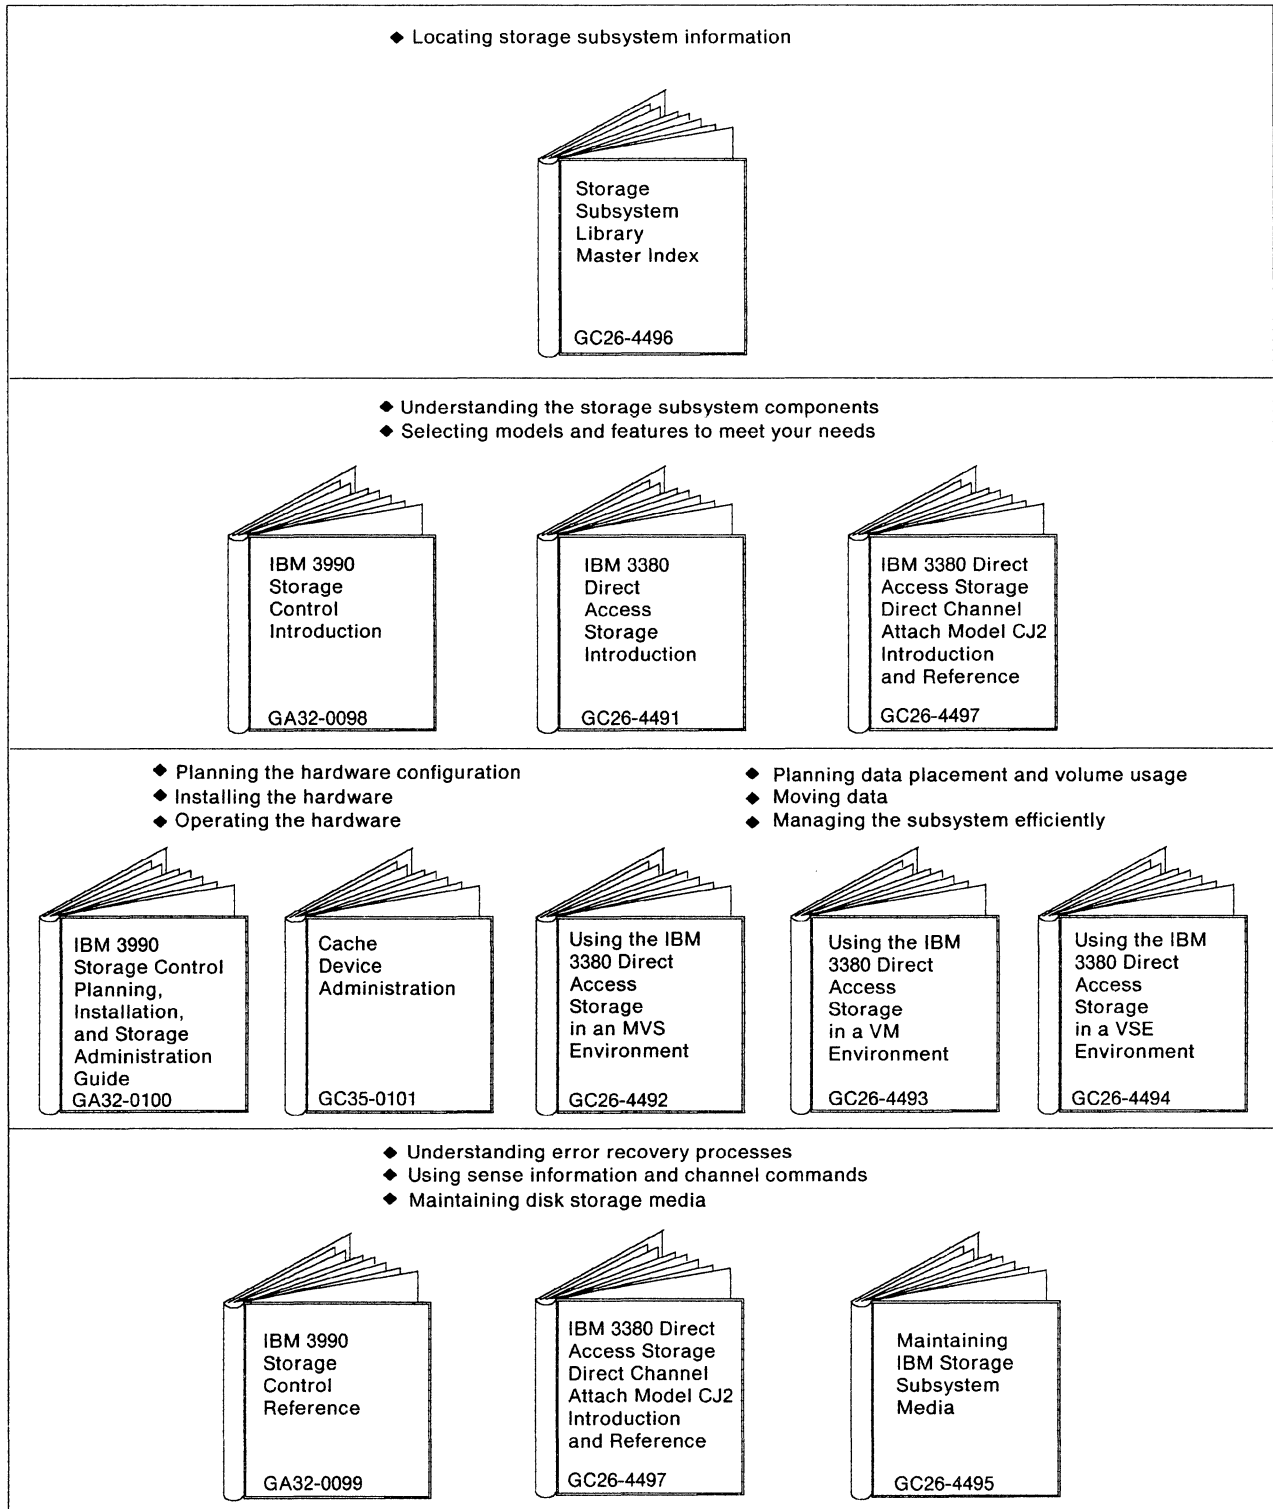 ◆ Locating storage subsystem information
Storage
Subsystem
Library
Master Index
GC26-4496
◆ Understanding the storage subsystem components
◆ Selecting models and features to meet your needs
IBM 3990
Storage
Control
Introduction
GA32-0098
IBM 3380
Direct
Access
Storage
Introduction
GC26-4491
IBM 3380 Direct
Access Storage
Direct Channel
Attach Model CJ2
Introduction
and Reference
GC26-4497
◆ Planning the hardware configuration
◆ Installing the hardware
◆ Operating the hardware
◆ Planning data placement and volume usage
◆ Moving data
◆ Managing the subsystem efficiently
IBM 3990
Storage Control
Planning,
Installation,
and Storage
Administration
Guide
GA32-0100
Cache
Device
Administration
GC35-0101
Using the IBM
3380 Direct
Access
Storage
in an MVS
Environment
GC26-4492
Using the IBM
3380 Direct
Access
Storage
in a VM
Environment
GC26-4493
Using the IBM
3380 Direct
Access
Storage
in a VSE
Environment
GC26-4494
◆ Understanding error recovery processes
◆ Using sense information and channel commands
◆ Maintaining disk storage media
IBM 3990
Storage
Control
Reference
GA32-0099
IBM 3380 Direct
Access Storage
Direct Channel
Attach Model CJ2
Introduction
and Reference
GC26-4497
Maintaining
IBM Storage
Subsystem
Media
GC26-4495